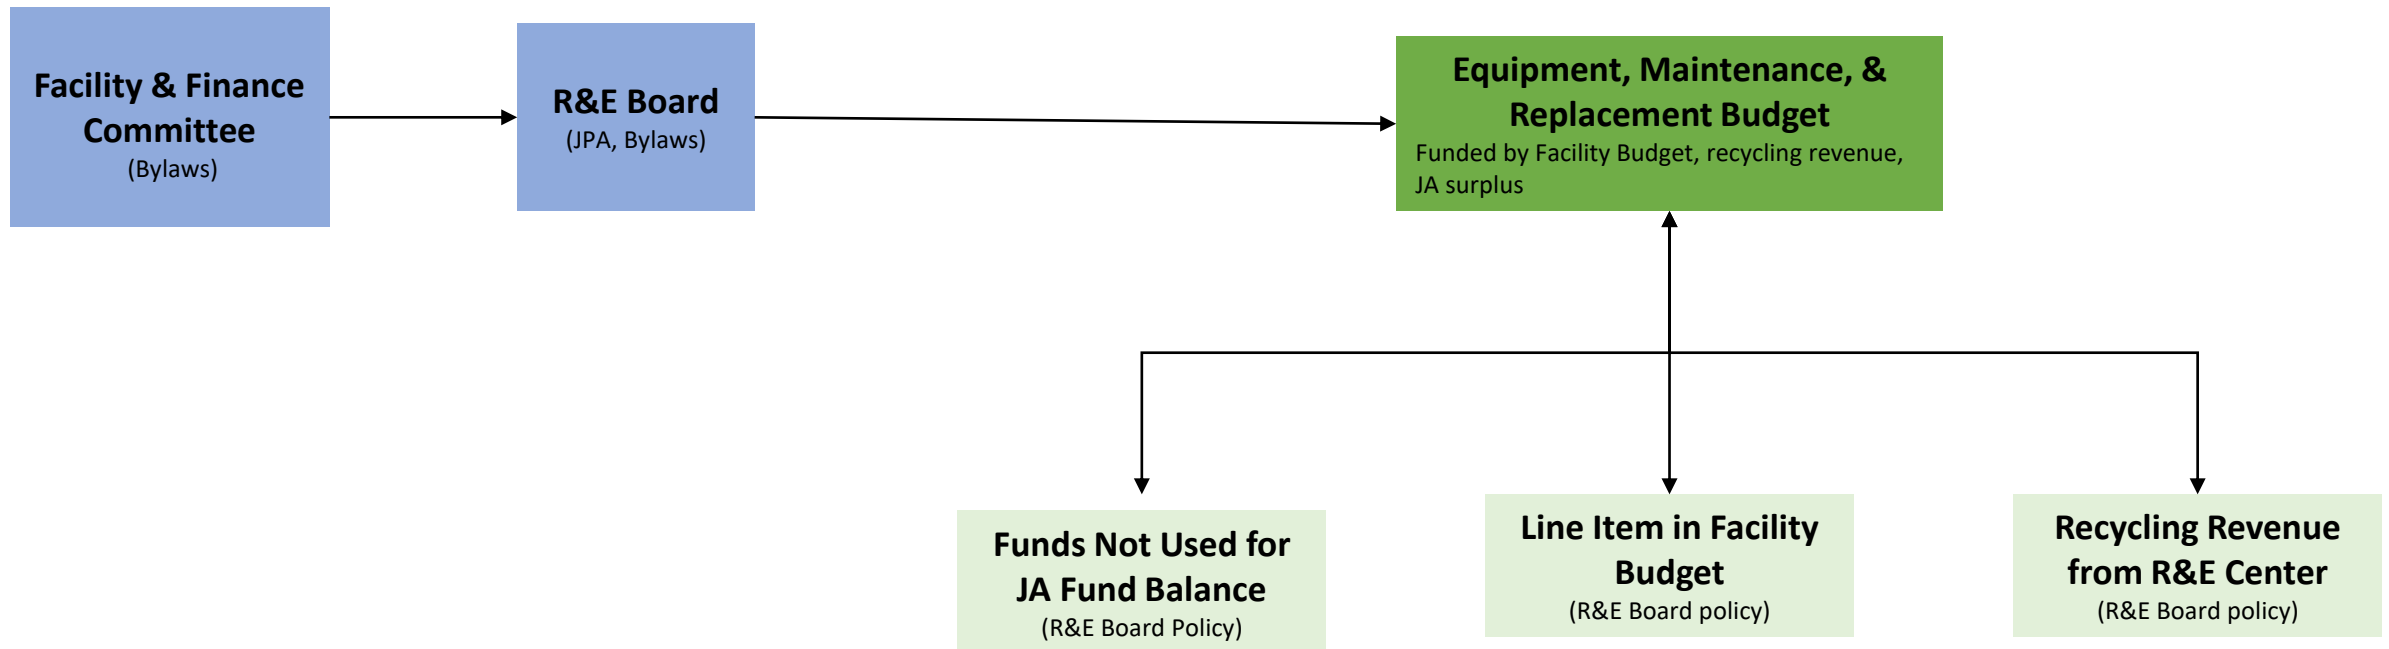 Facility & Finance
Committee
(Bylaws)
R&E Board
(JPA, Bylaws)
Equipment, Maintenance, &
Replacement Budget
Funded by Facility Budget, recycling revenue,
JA surplus
Funds Not Used for
JA Fund Balance
(R&E Board Policy)
Line Item in Facility
Budget
(R&E Board policy)
Recycling Revenue
from R&E Center
(R&E Board policy)